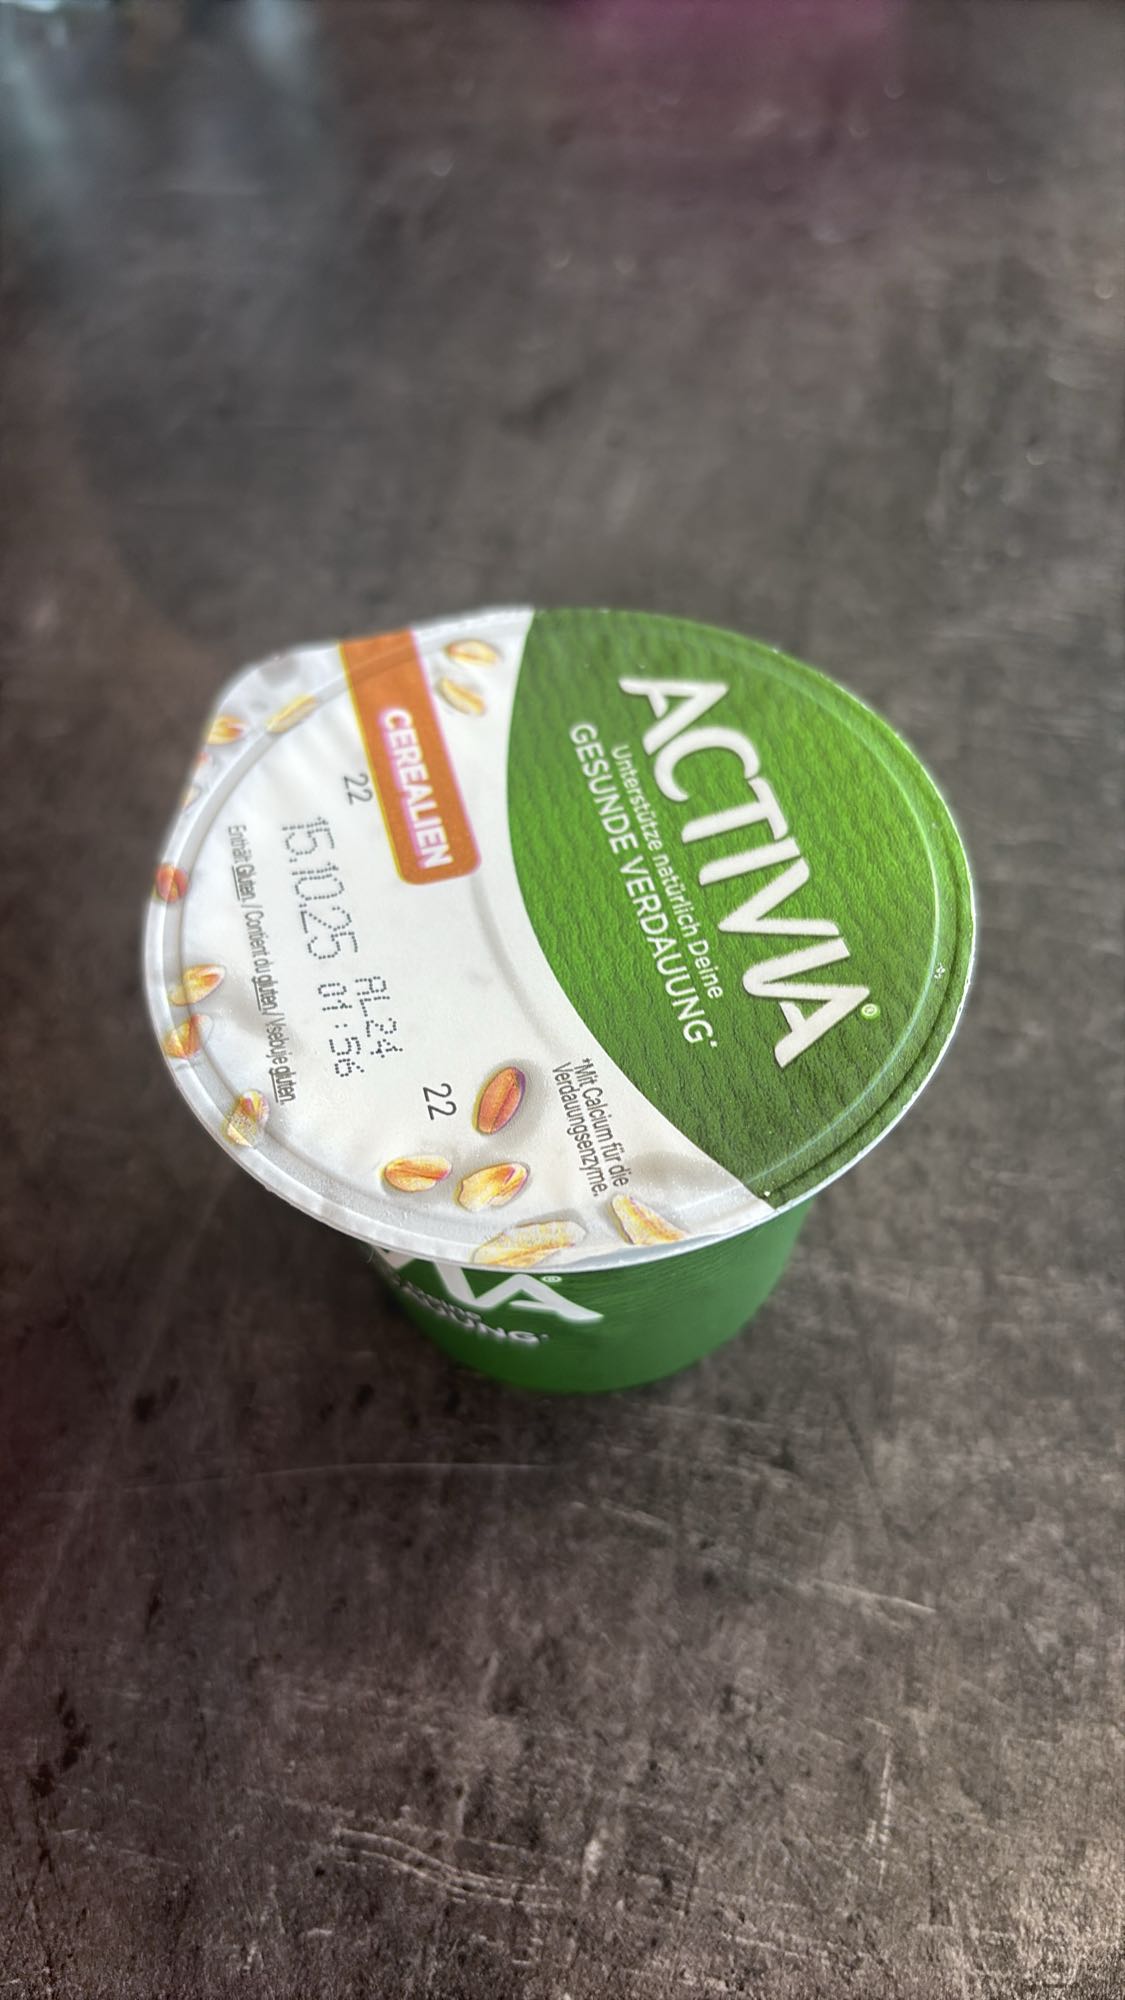 ACTIVIA®
Unterstütze natürlich Deine
GESUNDE VERDAUUNG*
*Mit Calcium für die
Verdauungsenzyme.
CEREALIEN
22
22
AL24
15.10.25 01:56
Enthält Gluten. / Contient du gluten. / Vsebuje gluten.